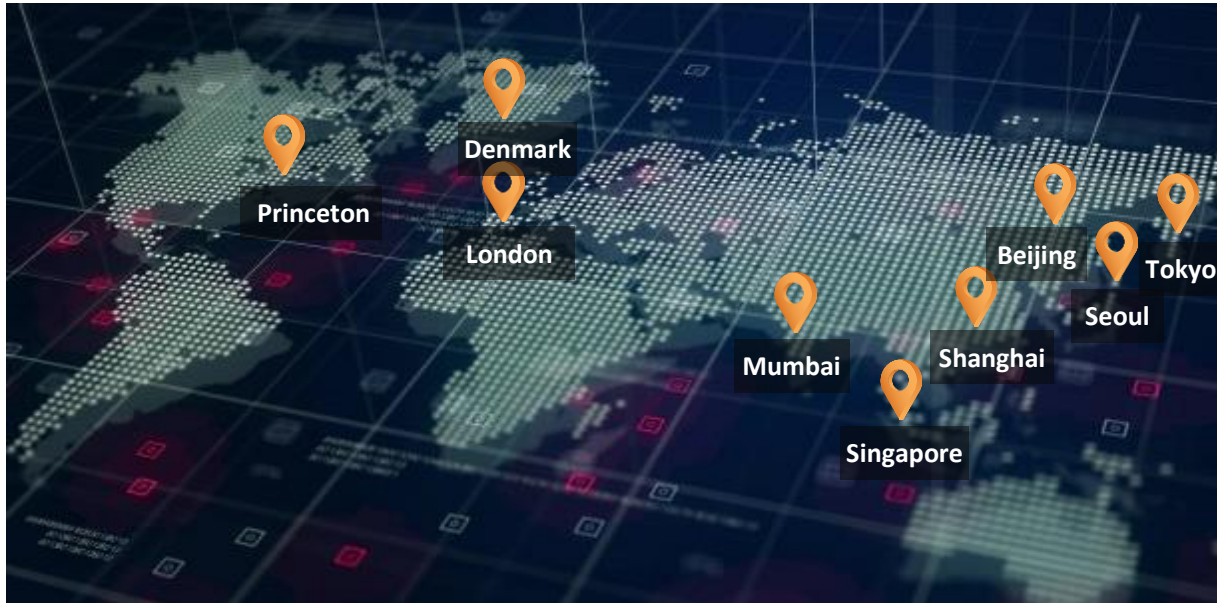 Denmark
Princeton
London
Beijing
Tokyo
Seoul
Shanghai
Mumbai
Singapore